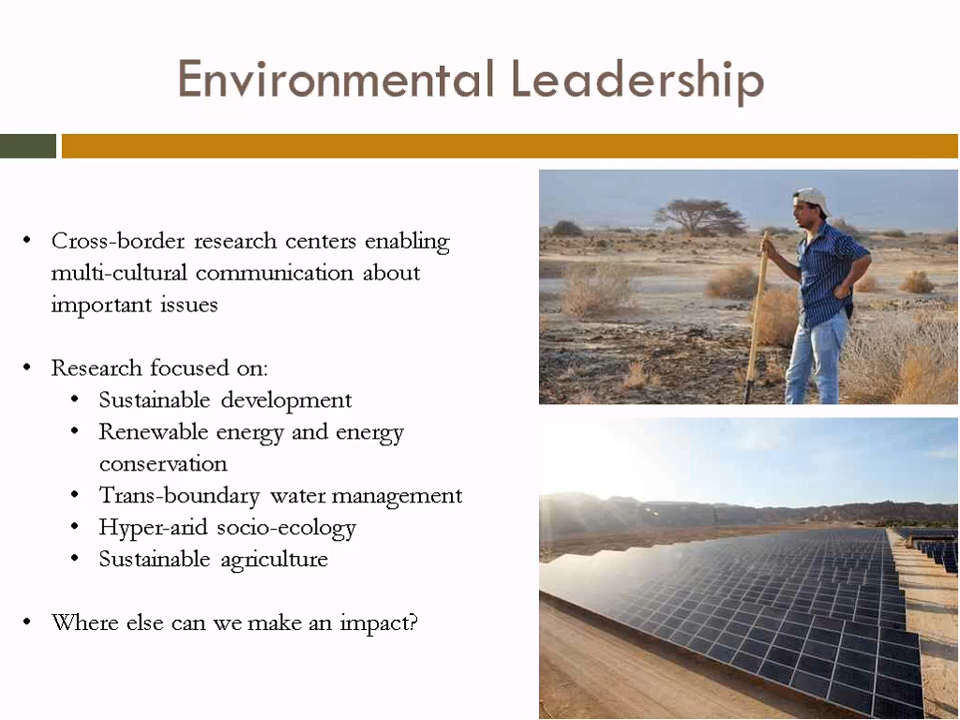 Environmental Leadership
• Cross-border research centers enabling
multi-cultural communication about
important issues
• Research focused on:
• Sustainable development
• Renewable energy and energy
conservation
• Trans-boundary water management
• Hyper-arid socio-ecology
• Sustainable agriculture
• Where else can we make an impact?